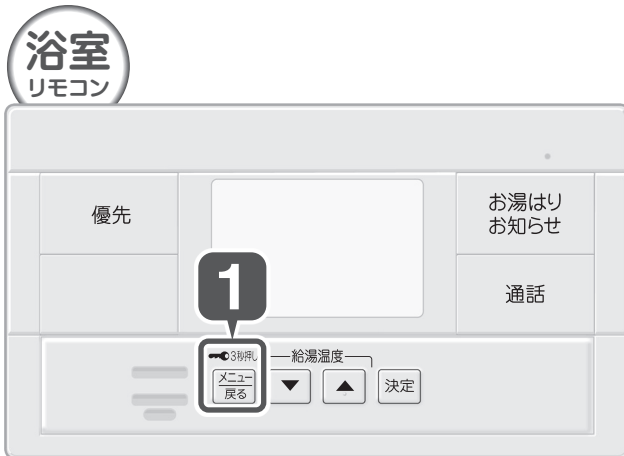 浴室
リモコン
優先
お湯はり
お知らせ
通話
1
3秒押し
給湯温度
メニュー
戻る
▼
▲
決定